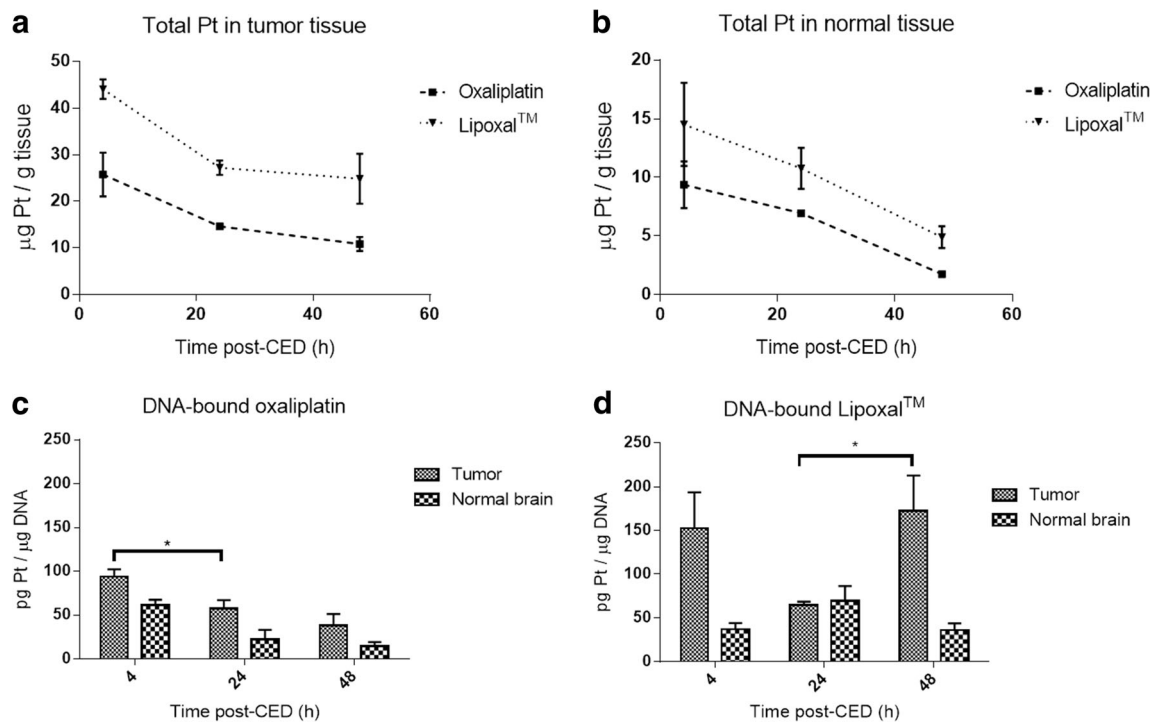 a
Total Pt in tumor tissue
50
40
30
20
10
0
0 20 40 60
µg Pt / g tissue
Time post-CED (h)
Oxaliplatin
Lipoxal™
b
Total Pt in normal tissue
20
15
10
5
0
0 20 40 60
µg Pt / g tissue
Time post-CED (h)
Oxaliplatin
Lipoxal™
c
DNA-bound oxaliplatin
250
200
150
100
50
0
4 24 48
pg Pt / µg DNA
Time post-CED (h)
*
Tumor
Normal brain
d
DNA-bound Lipoxal™
250
200
150
100
50
0
4 24 48
pg Pt / µg DNA
Time post-CED (h)
*
Tumor
Normal brain